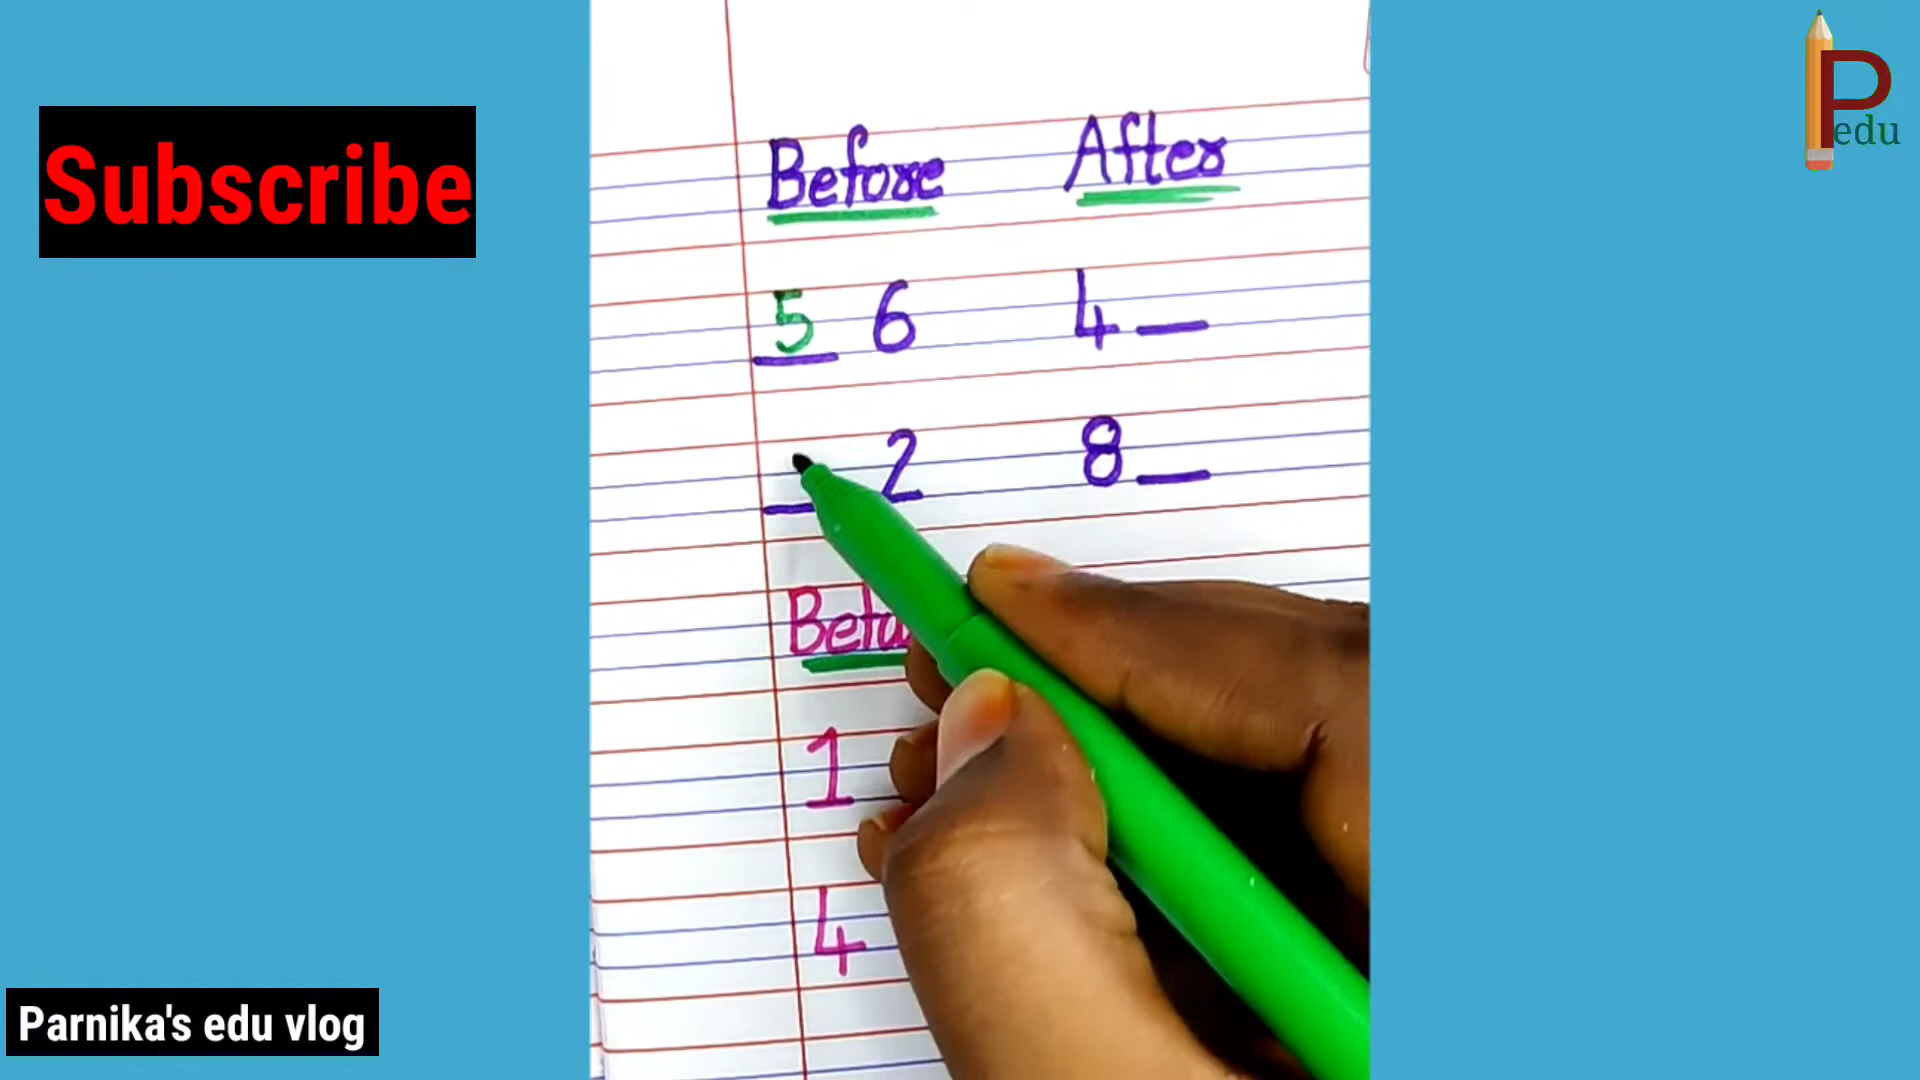 Subscribe
P
edu
Before After
5 6 4 _
_ 2 8 _
1
4
Parnika's edu vlog